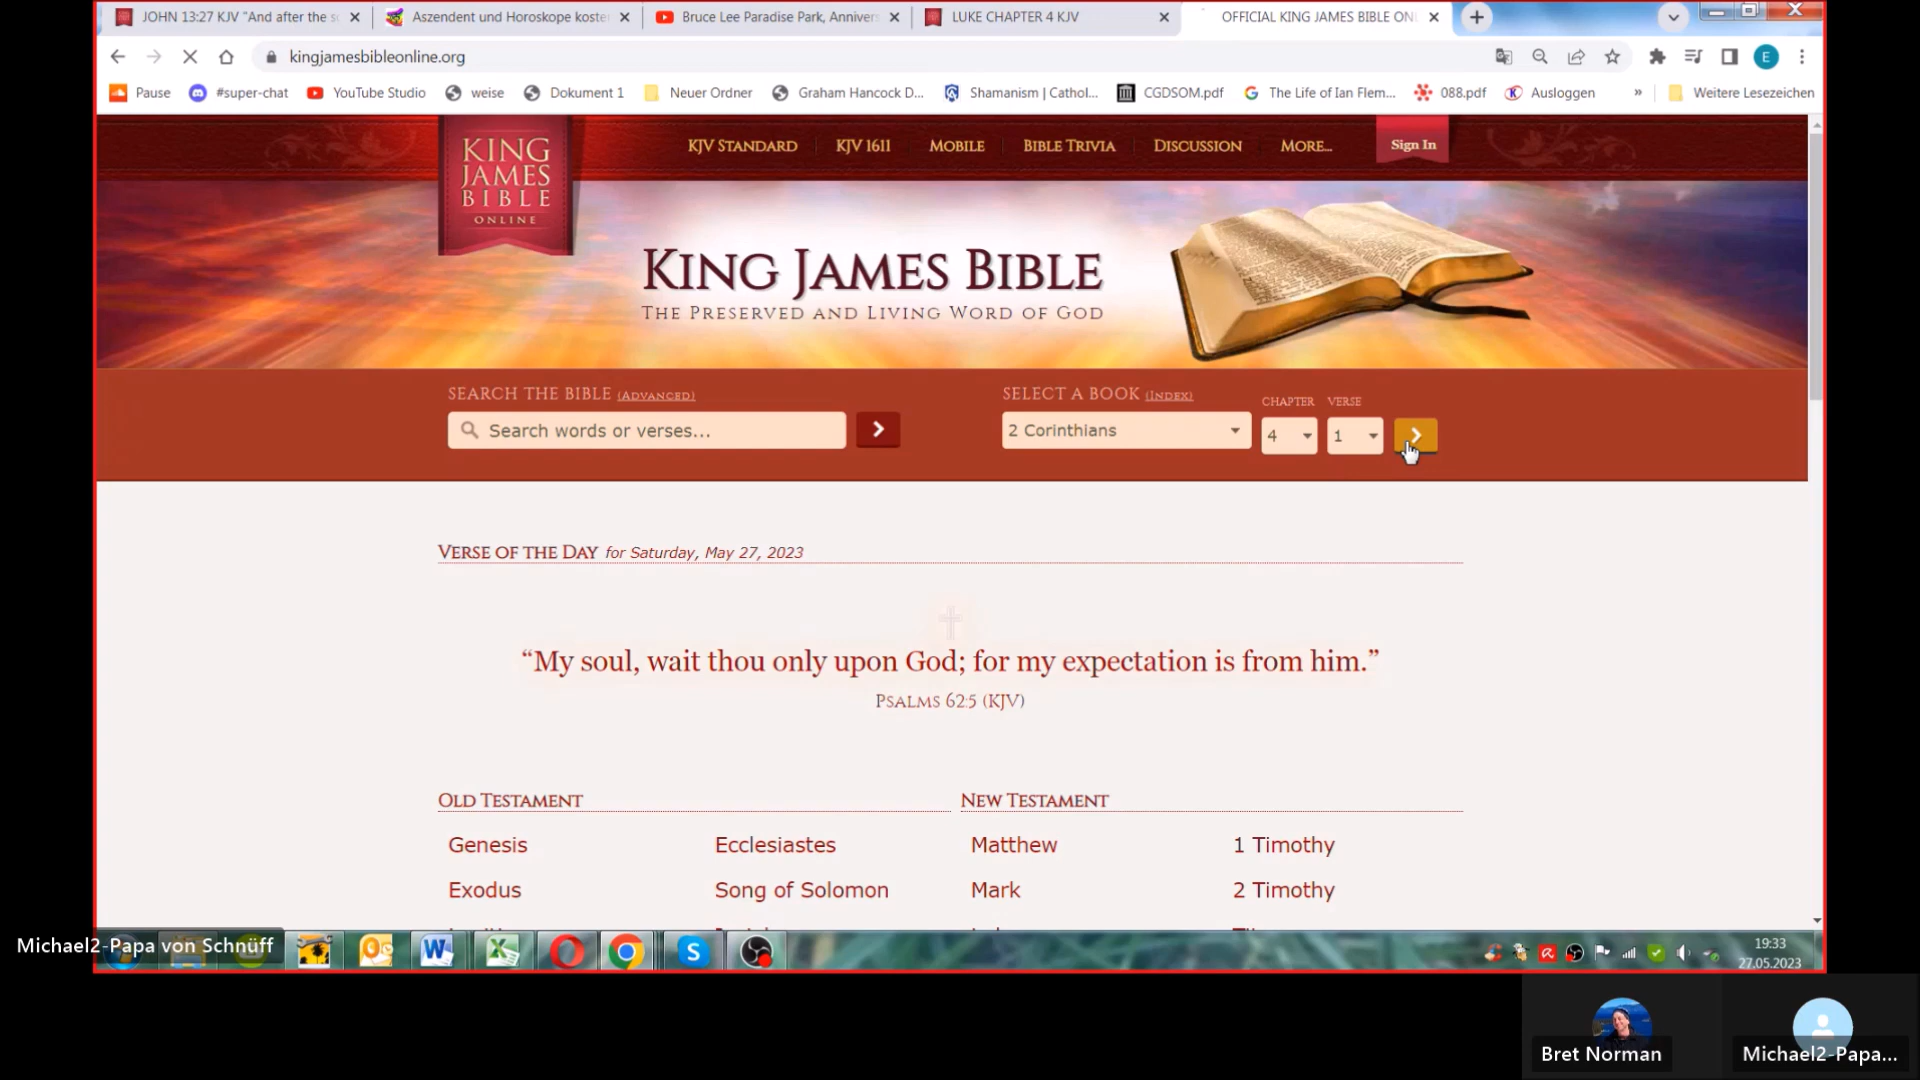 JOHN 13:27 KJV "And after the s
Aszendent und Horoskope koste
Bruce Lee Paradise Park, Anniver
LUKE CHAPTER 4 KJV
OFFICIAL KING JAMES BIBLE ON
kingjamesbibleonline.org
E
Pause
#super-chat
YouTube Studio
weise
Dokument 1
Neuer Ordner
Graham Hancock D...
Shamanism | Cathol...
CGDSOM.pdf
The Life of Ian Flem...
088.pdf
Ausloggen
»
Weitere Lesezeichen
KING
JAMES
BIBLE
ONLINE
KJV STANDARD
KJV 1611
MOBILE
BIBLE TRIVIA
DISCUSSION
MORE...
Sign In
KING JAMES BIBLE
THE PRESERVED AND LIVING WORD OF GOD
SEARCH THE BIBLE (ADVANCED)
Search words or verses...
SELECT A BOOK (INDEX)
CHAPTER
VERSE
2 Corinthians
4
1
VERSE OF THE DAY for Saturday, May 27, 2023
“My soul, wait thou only upon God; for my expectation is from him.”
PSALMS 62:5 (KJV)
OLD TESTAMENT
NEW TESTAMENT
Genesis
Ecclesiastes
Matthew
1 Timothy
Exodus
Song of Solomon
Mark
2 Timothy
Michael2-Papa von Schnüff
19:33
27.05.2023
Bret Norman
Michael2-Papa...